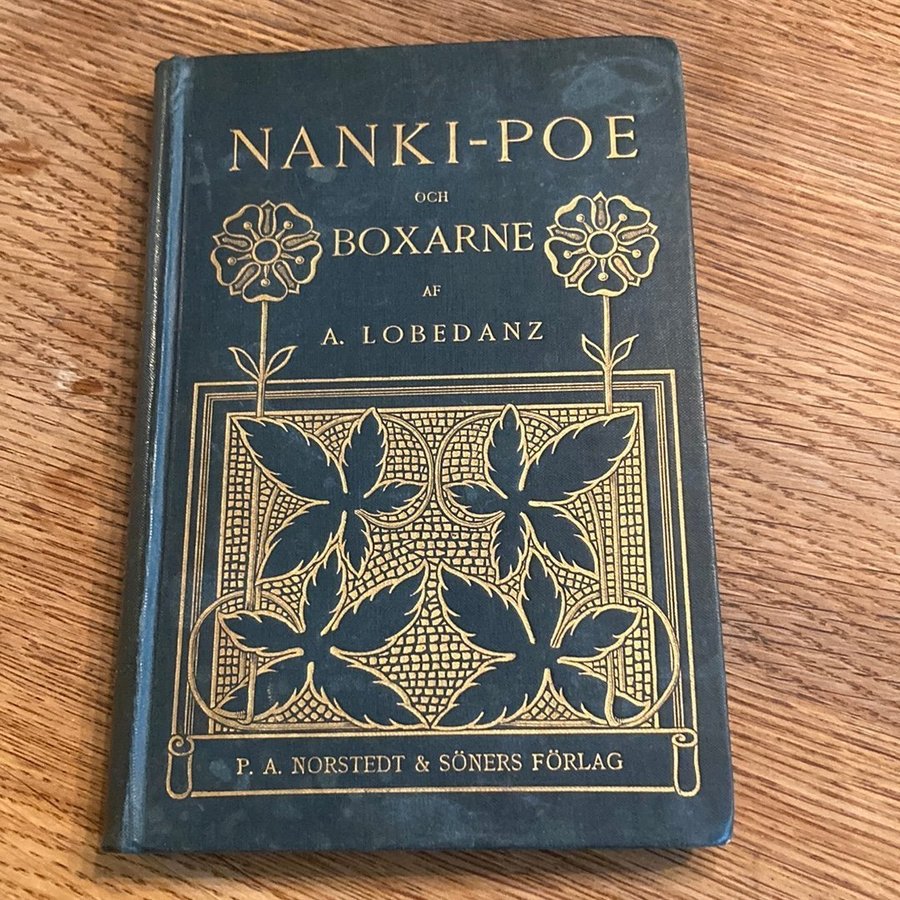 NANKI-POE
OCH
BOXARNE
AF
A. LOBEDANZ
P. A. NORSTEDT & SÖNERS FÖRLAG